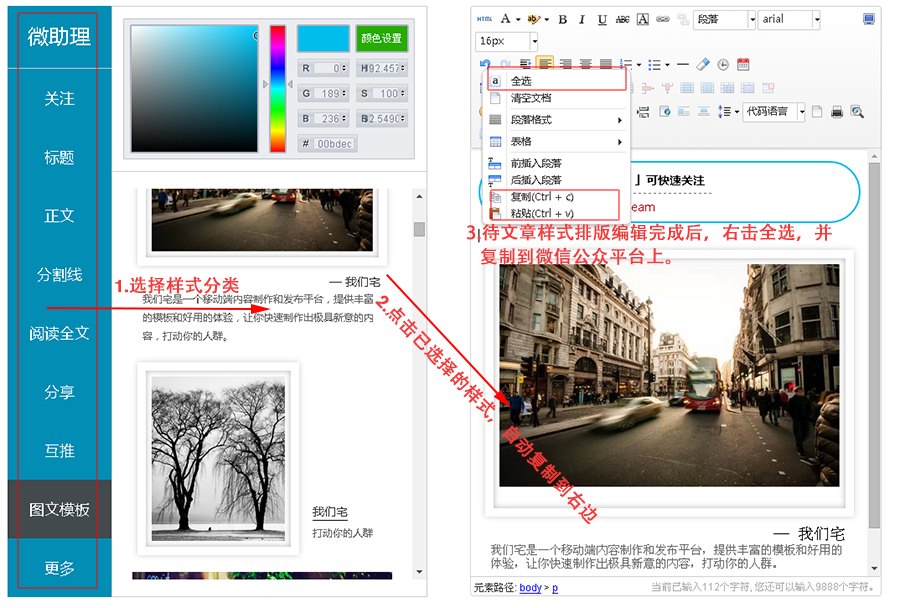 微助理
关注
标题
正文
分割线
阅读全文
分享
互推
图文模板
更多
颜色设置
R 0
H 92.457
G 189
S 100
B 236
B 2.5490
# 00bdec
1.选择样式分类
— 我们宅
我们宅是一个移动端内容制作和发布平台，提供丰富
的模板和好用的体验，让你快速制作出极具新意的内
容，打动你的人群。
我们宅
打动你的人群
2.点击已选择的样式，自动复制到右边
HTML A ab B I U ABC A 段落 arial
16px
代码语言
a 全选
清空文档
段落格式
表格
前插入段落
后插入段落
复制(Ctrl + c)
粘贴(Ctrl + v)
」可快速关注
eam
3.待文章样式排版编辑完成后，右击全选，并
复制到微信公众平台上。
— 我们宅
我们宅是一个移动端内容制作和发布平台，提供丰富的模板和好用的
体验，让你快速制作出极具新意的内容，打动你的人群。
元素路径: body > p
当前已输入112个字符, 您还可以输入9888个字符。